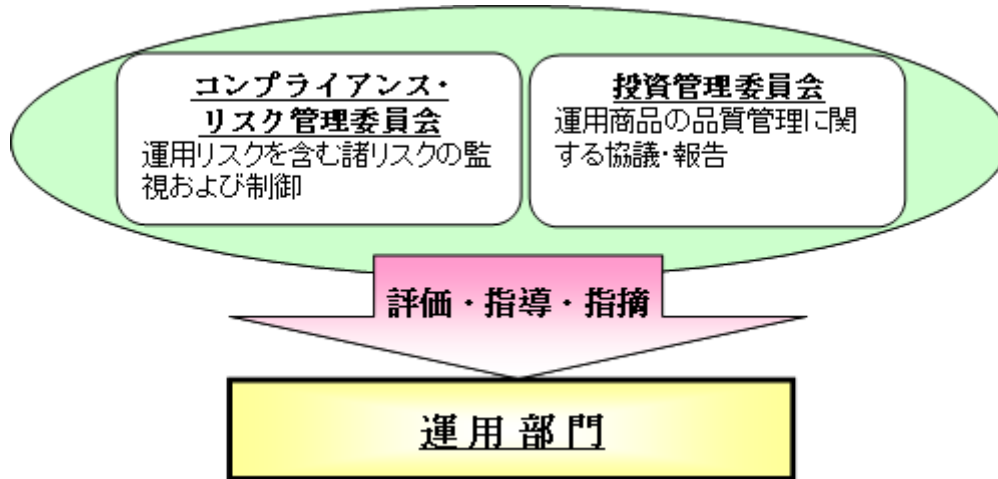 コンプライアンス・
リスク管理委員会
運用リスクを含む諸リスクの監
視および制御
投資管理委員会
運用商品の品質管理に関
する協議・報告
評価・指導・指摘
運用部門